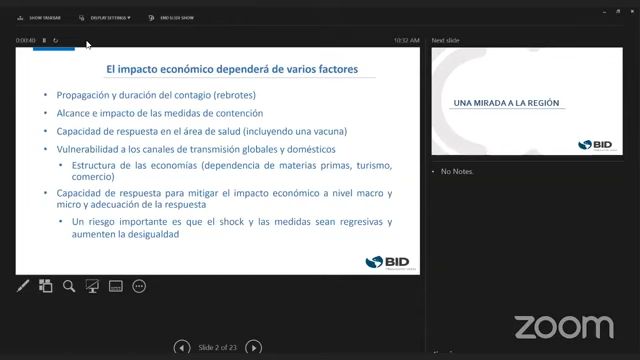 SHOW TASKBAR
DISPLAY SETTINGS ▾
END SLIDE SHOW
0:00:40
10:32 AM
Next slide
El impacto económico dependerá de varios factores
• Propagación y duración del contagio (rebrotes)
• Alcance e impacto de las medidas de contención
• Capacidad de respuesta en el área de salud (incluyendo una vacuna)
• Vulnerabilidad a los canales de transmisión globales y domésticos
• Estructura de las economías (dependencia de materias primas, turismo,
comercio)
• Capacidad de respuesta para mitigar el impacto económico a nivel macro y
micro y adecuación de la respuesta
• Un riesgo importante es que el shock y las medidas sean regresivas y
aumenten la desigualdad
BID
UNA MIRADA A LA REGIÓN
BID
• No Notes.
Slide 2 of 23
zoom